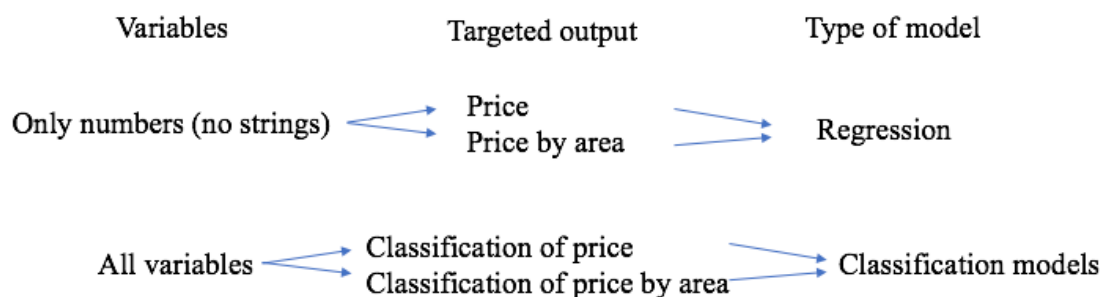 Variables Targeted output Type of model
Price
Only numbers (no strings) Regression
Price by area
Classification of price
All variables Classification models
Classification of price by area